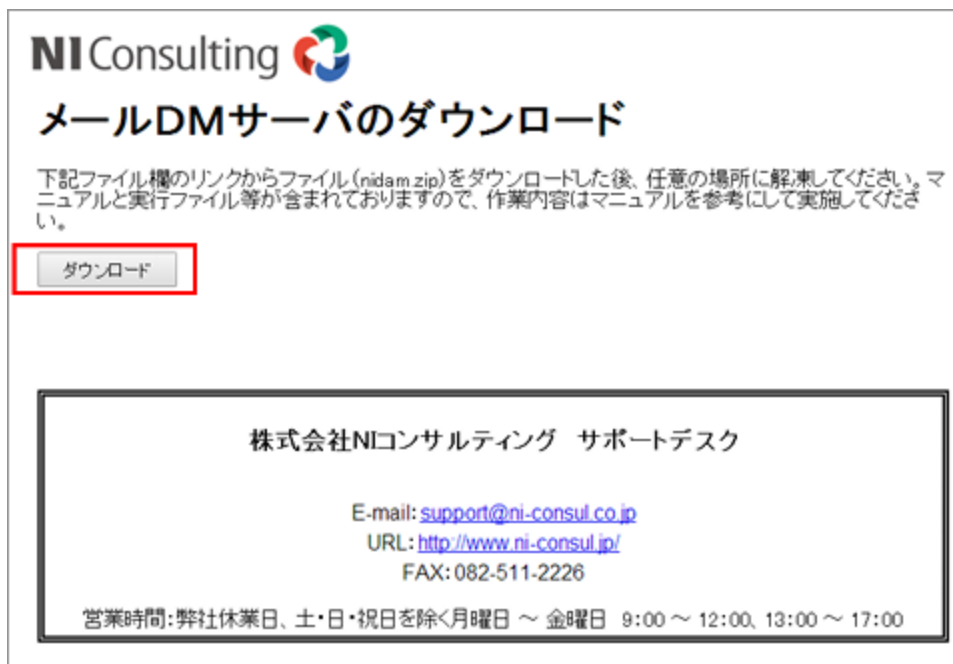 NI Consulting
メールDMサーバのダウンロード
下記ファイル欄のリンクからファイル(nidam.zip)をダウンロードした後、任意の場所に解凍してください。マ
ニュアルと実行ファイル等が含まれておりますので、作業内容はマニュアルを参考にして実施してくださ
い。
ダウンロード
株式会社NIコンサルティング　サポートデスク
E-mail:support@ni-consul.co.jp
URL:http://www.ni-consul.jp/
FAX:082-511-2226
営業時間:弊社休業日、土・日・祝日を除く月曜日 ～ 金曜日 9:00 ～ 12:00、13:00 ～ 17:00